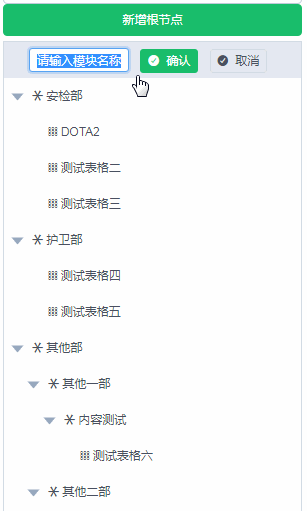 新增根节点
请输入模块名称 确认 取消
安检部
DOTA2
测试表格二
测试表格三
护卫部
测试表格四
测试表格五
其他部
其他一部
内容测试
测试表格六
其他二部